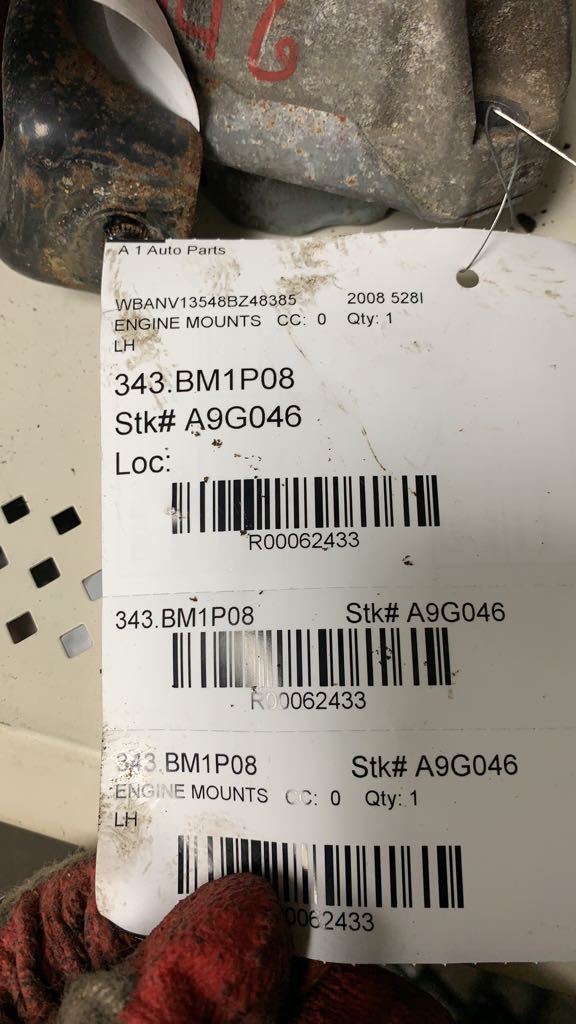 A 1 Auto Parts
WBANV13548BZ48385 2008 528I
ENGINE MOUNTS CC: 0 Qty: 1
LH
343.BM1P08
Stk# A9G046
Loc:
R00062433
343.BM1P08 Stk# A9G046
R00062433
343.BM1P08 Stk# A9G046
ENGINE MOUNTS CC: 0 Qty: 1
LH
0062433